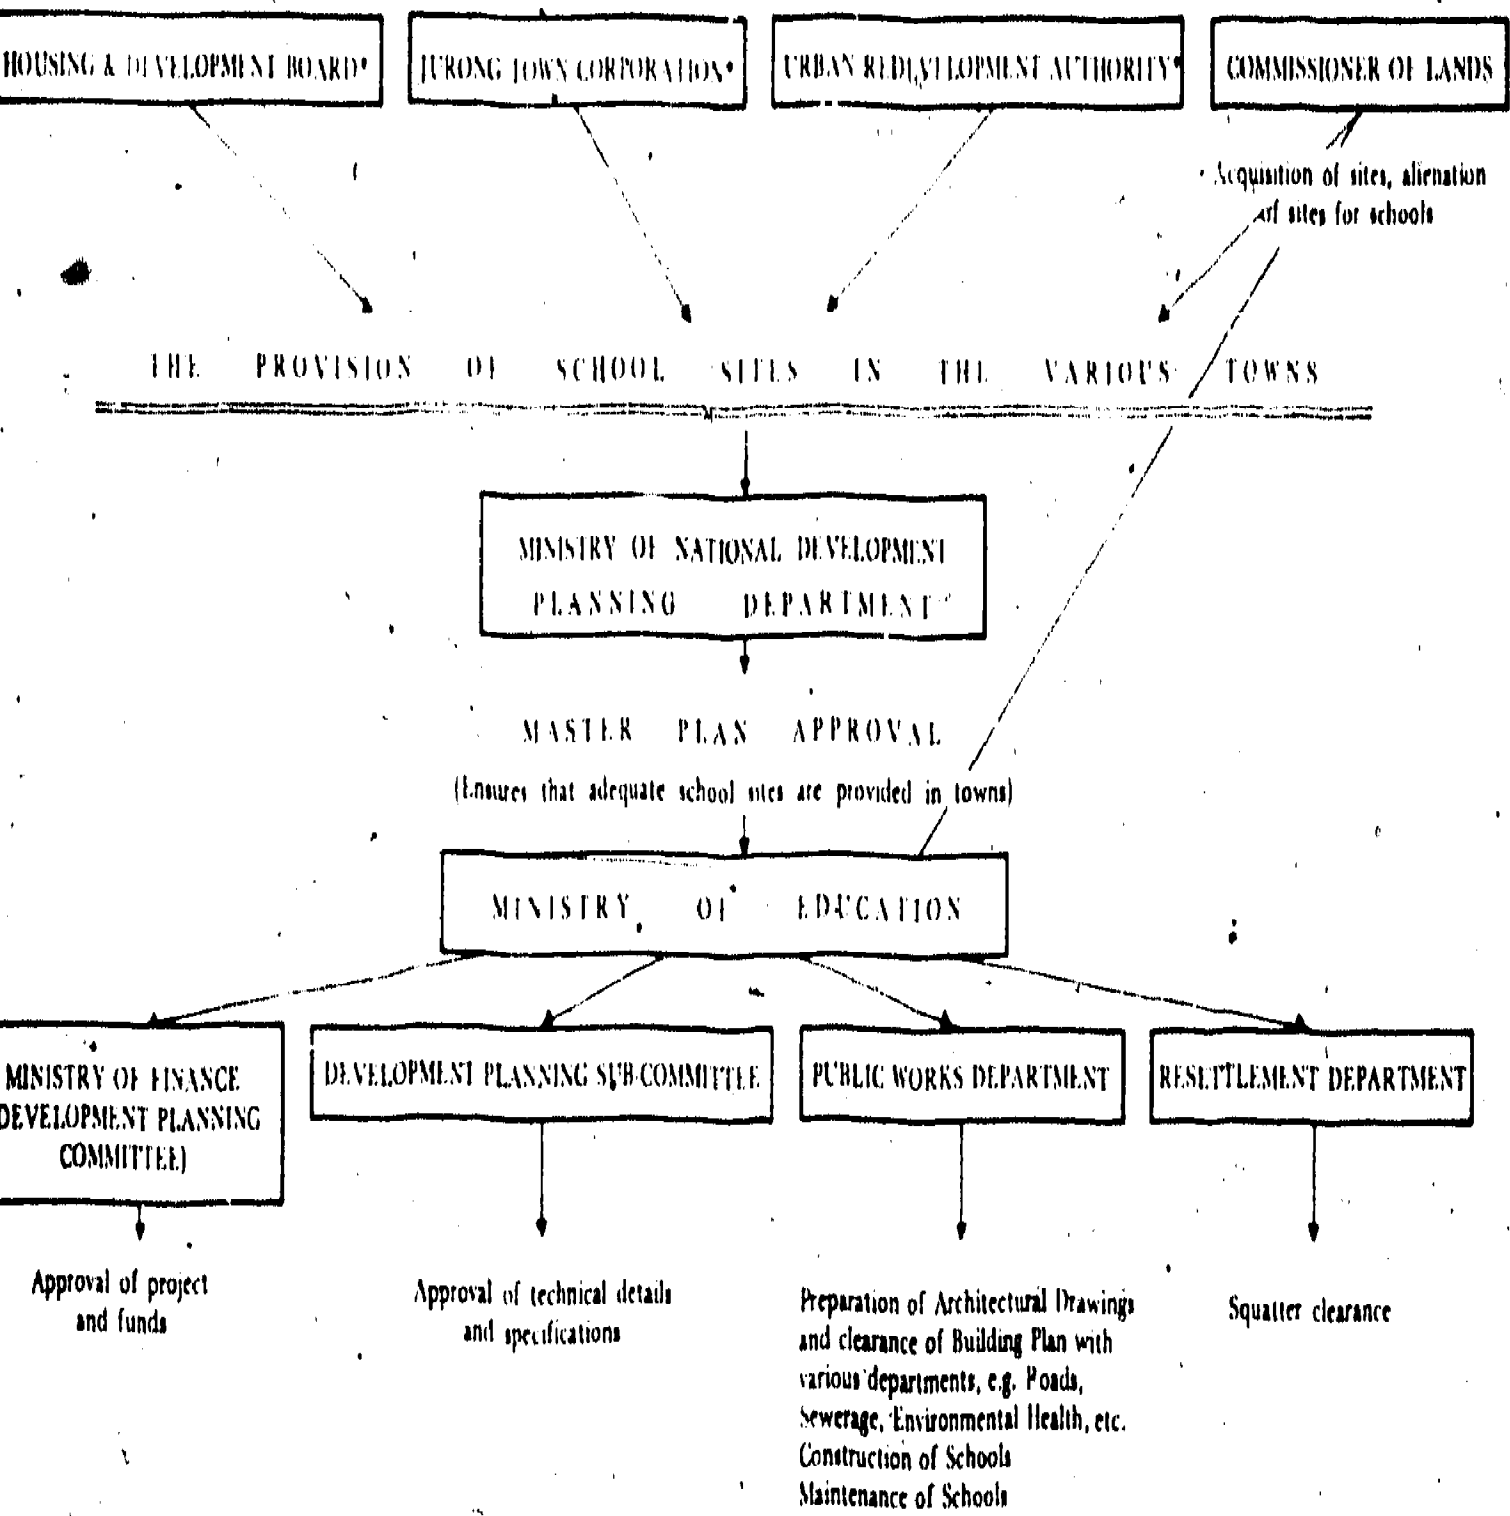 HOUSING & DEVELOPMENT BOARD*
JURONG TOWN CORPORATION*
URBAN REDEVELOPMENT AUTHORITY*
COMMISSIONER OF LANDS
Acquisition of sites, alienation
of sites for schools
THE PROVISION OF SCHOOL SITES IN THE VARIOUS TOWNS
MINISTRY OF NATIONAL DEVELOPMENT
PLANNING DEPARTMENT
MASTER PLAN APPROVAL
(Ensures that adequate school sites are provided in towns)
MINISTRY OF EDUCATION
MINISTRY OF FINANCE
DEVELOPMENT PLANNING
COMMITTEE)
DEVELOPMENT PLANNING SUB-COMMITTEE
PUBLIC WORKS DEPARTMENT
RESETTLEMENT DEPARTMENT
Approval of project
and funds
Approval of technical details
and specifications
Preparation of Architectural Drawings
and clearance of Building Plan with
various departments, e.g. Roads,
Sewerage, Environmental Health, etc.
Construction of Schools
Maintenance of Schools
Squatter clearance